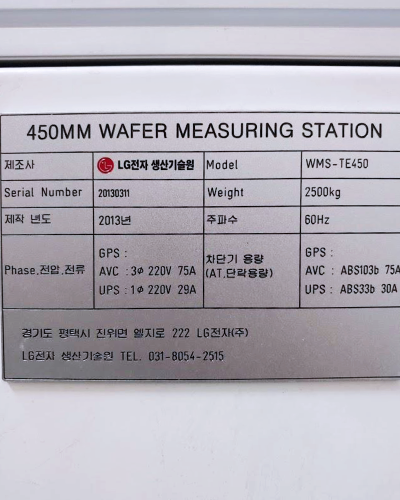 450MM WAFER MEASURING STATION
제조사 LG전자 생산기술원 Model WMS-TE450
Serial Number 20130311 Weight 2500kg
제작 년도 2013년 주파수 60Hz
Phase,전압,전류 GPS : AVC : 3Φ 220V 75A UPS : 1Φ 220V 29A 차단기 용량 (AT,단락용량) GPS : AVC : ABS103b 75A UPS : ABS33b 30A
경기도 평택시 진위면 엘지로 222 LG전자(주)
LG전자 생산기술원 TEL. 031-8054-2515